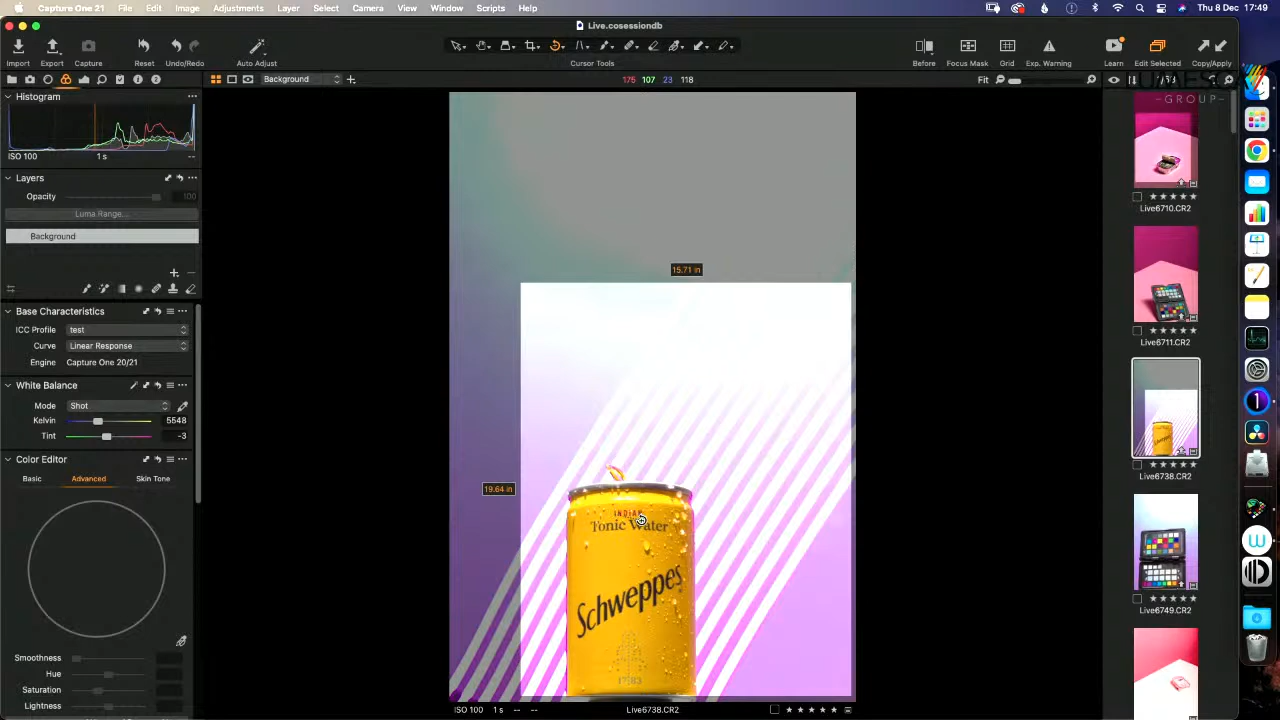 Capture One 21 File Edit Image Adjustments Layer Select Camera View Window Scripts Help Thu 8 Dec 17:49
Live.cosessiondb
Import Export Capture Reset Undo/Redo Auto Adjust Cursor Tools Before Focus Mask Grid Exp. Warning Learn Edit Selected Copy/Apply
Background 175 107 23 118 Fit
GROUP
Histogram
ISO 100 1 s --
Layers
Opacity 100
Luma Range...
Background
Base Characteristics
ICC Profile test
Curve Linear Response
Engine Capture One 20/21
White Balance
Mode Shot
Kelvin 5548
Tint -3
Color Editor
Basic Advanced Skin Tone
Smoothness
Hue
Saturation
Lightness
15.71 in
19.64 in
INDIAN
Tonic Water
Schweppes
1783
ISO 100 1 s -- -- Live6738.CR2
Live6710.CR2
Live6711.CR2
Live6738.CR2
Live6749.CR2